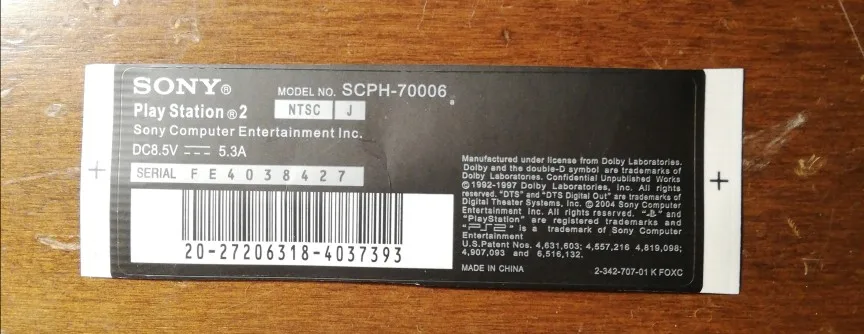 SONY®
MODEL NO. SCPH-70006
Play Station®2
NTSC J
Sony Computer Entertainment Inc.
DC8.5V 5.3A
SERIAL FE4038427
20-27206318-4037393
Manufactured under license from Dolby Laboratories.
Dolby and the double-D symbol are trademarks of
Dolby Laboratories. Confidential Unpublished Works
©1992-1997 Dolby Laboratories, Inc. All rights
reserved. "DTS" and "DTS Digital Out" are trademarks of
Digital Theater Systems, Inc. © 2004 Sony Computer
Entertainment Inc. All rights reserved. "PS" and
"PlayStation" are registered trademarks and
"PS2" is a trademark of Sony Computer
Entertainment
U.S.Patent Nos. 4,631,603; 4,557,216 4,819,098;
4,907,093 and 6,516,132.
MADE IN CHINA
2-342-707-01 K FOXC